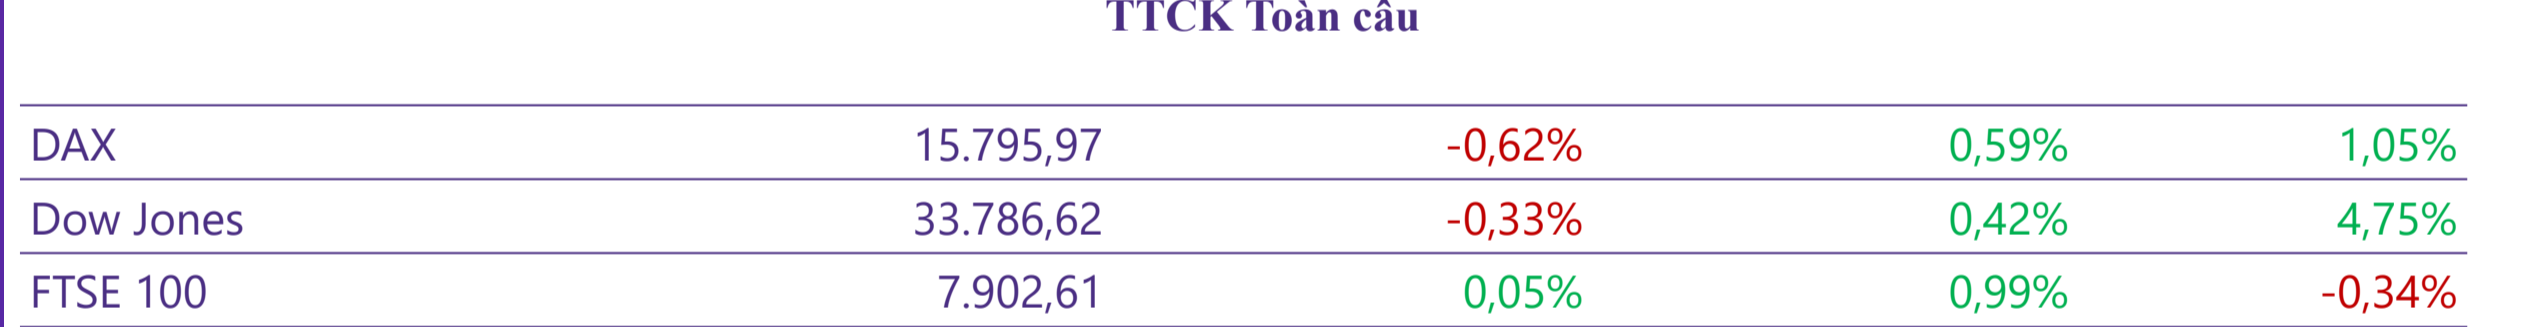 TTCK Toàn cầu
DAX 15.795,97 -0,62% 0,59% 1,05%
Dow Jones 33.786,62 -0,33% 0,42% 4,75%
FTSE 100 7.902,61 0,05% 0,99% -0,34%